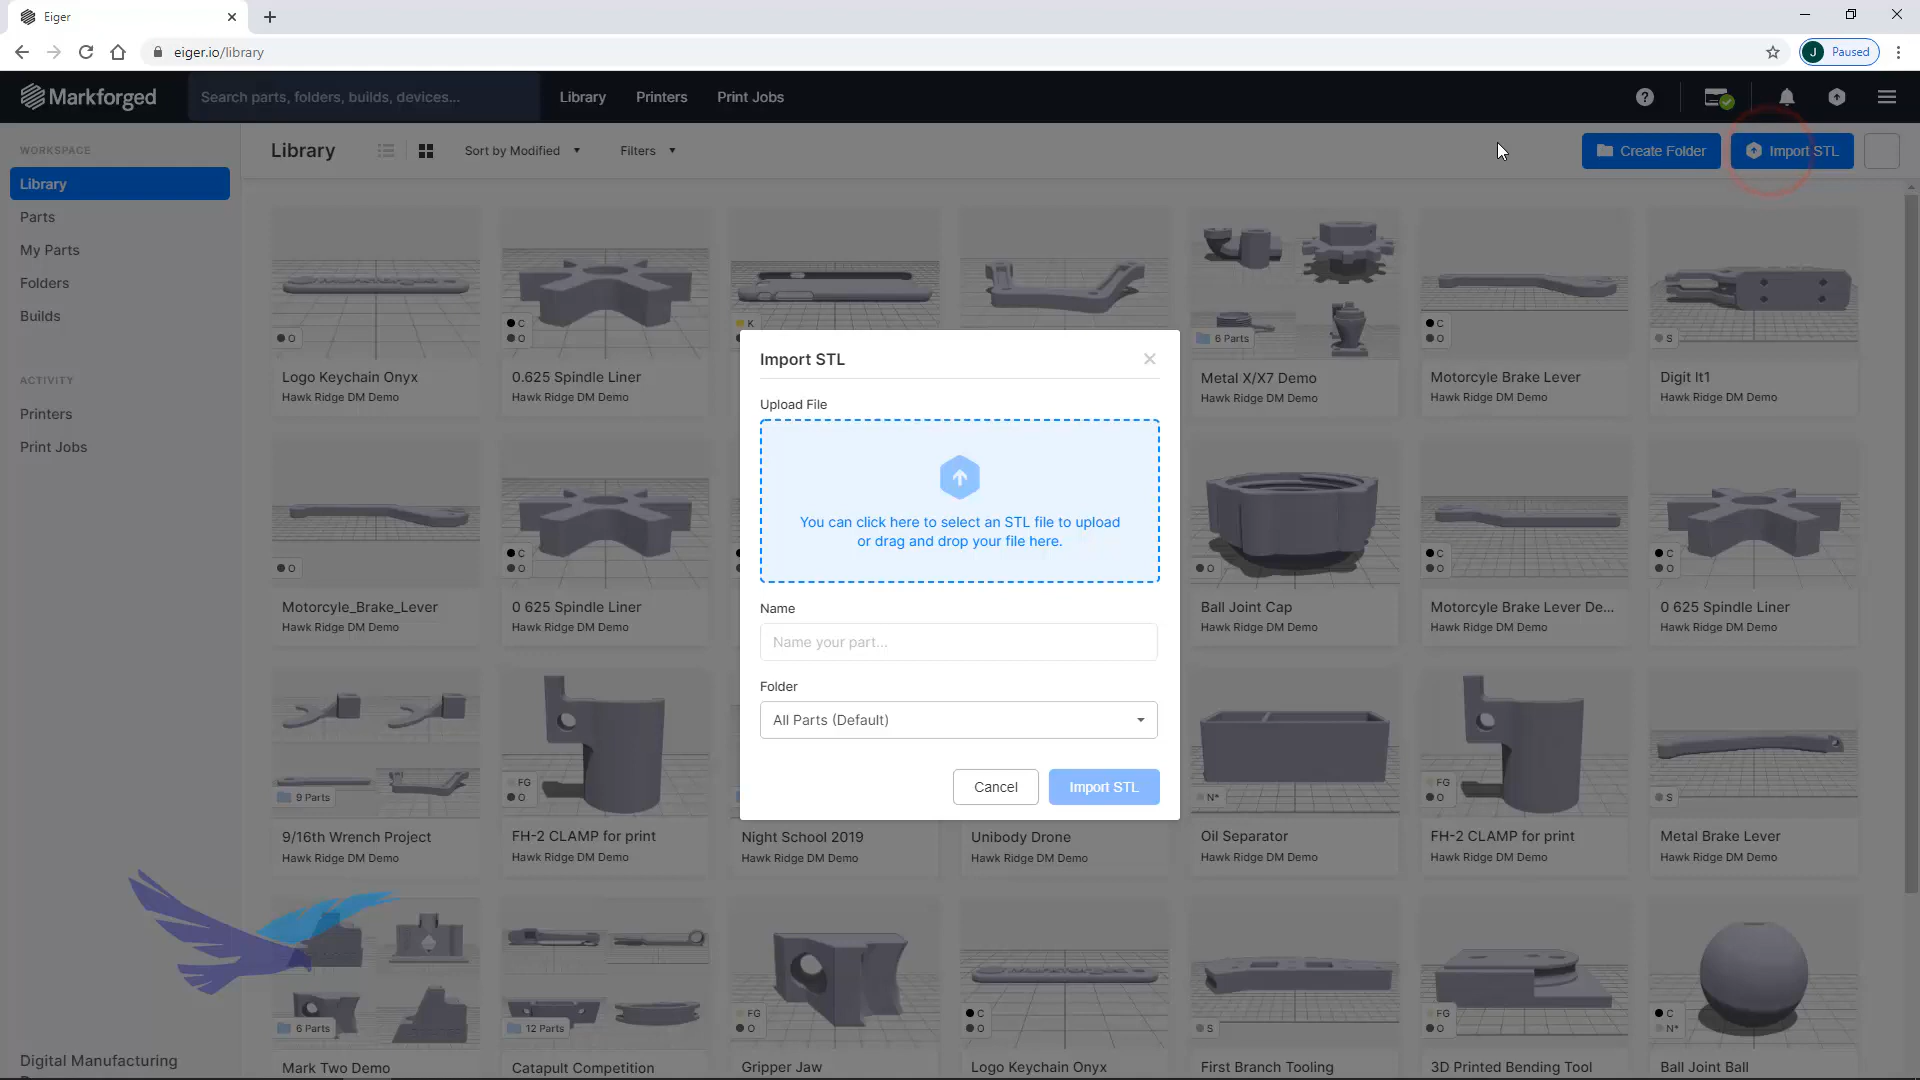 Eiger
eiger.io/library
J
Paused
Markforged
Search parts, folders, builds, devices...
Library
Printers
Print Jobs
WORKSPACE
Library
Parts
My Parts
Folders
Builds
ACTIVITY
Printers
Print Jobs
Digital Manufacturing
Library
Sort by Modified
Filters
Create Folder
Import STL
O
Logo Keychain Onyx
Hawk Ridge DM Demo
C
O
0.625 Spindle Liner
Hawk Ridge DM Demo
K
6 Parts
Metal X/X7 Demo
Hawk Ridge DM Demo
C
O
Motorcycle Brake Lever
Hawk Ridge DM Demo
S
Digit It1
Hawk Ridge DM Demo
O
Motorcyle_Brake_Lever
Hawk Ridge DM Demo
C
O
0 625 Spindle Liner
Hawk Ridge DM Demo
O
Ball Joint Cap
Hawk Ridge DM Demo
C
O
Motorcyle Brake Lever De...
Hawk Ridge DM Demo
C
O
0 625 Spindle Liner
Hawk Ridge DM Demo
9 Parts
9/16th Wrench Project
Hawk Ridge DM Demo
FG
O
FH-2 CLAMP for print
Hawk Ridge DM Demo
Night School 2019
Hawk Ridge DM Demo
Unibody Drone
Hawk Ridge DM Demo
N*
Oil Separator
Hawk Ridge DM Demo
FG
O
FH-2 CLAMP for print
Hawk Ridge DM Demo
S
Metal Brake Lever
Hawk Ridge DM Demo
6 Parts
Mark Two Demo
12 Parts
Catapult Competition
FG
O
Gripper Jaw
C
O
Logo Keychain Onyx
S
First Branch Tooling
FG
O
3D Printed Bending Tool
C
N*
Ball Joint Ball
Import STL
Upload File
You can click here to select an STL file to upload
or drag and drop your file here.
Name
Name your part...
Folder
All Parts (Default)
Cancel
Import STL